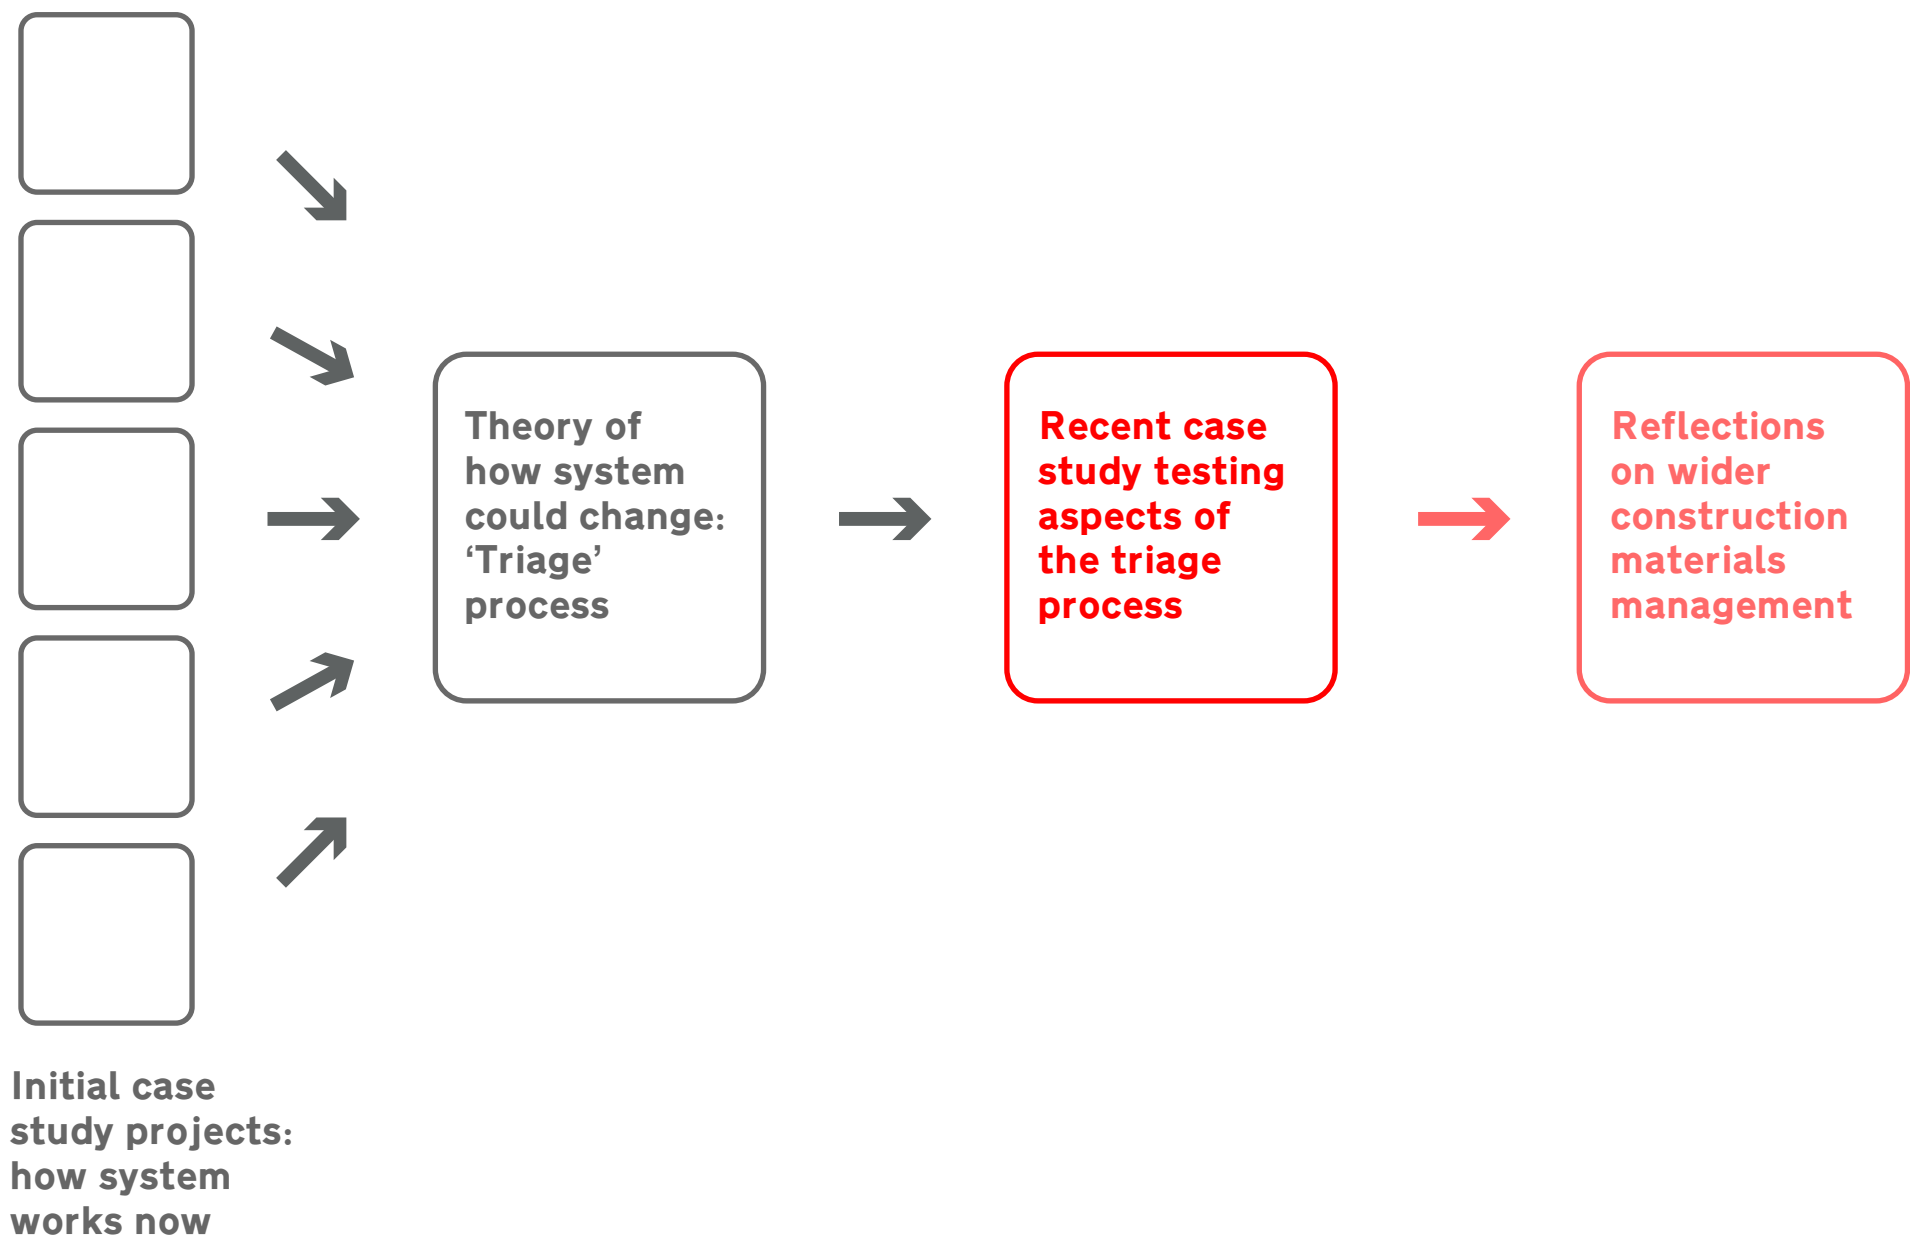 Theory of
how system
could change:
‘Triage’
process
Recent case
study testing
aspects of
the triage
process
Reflections
on wider
construction
materials
management
Initial case
study projects:
how system
works now